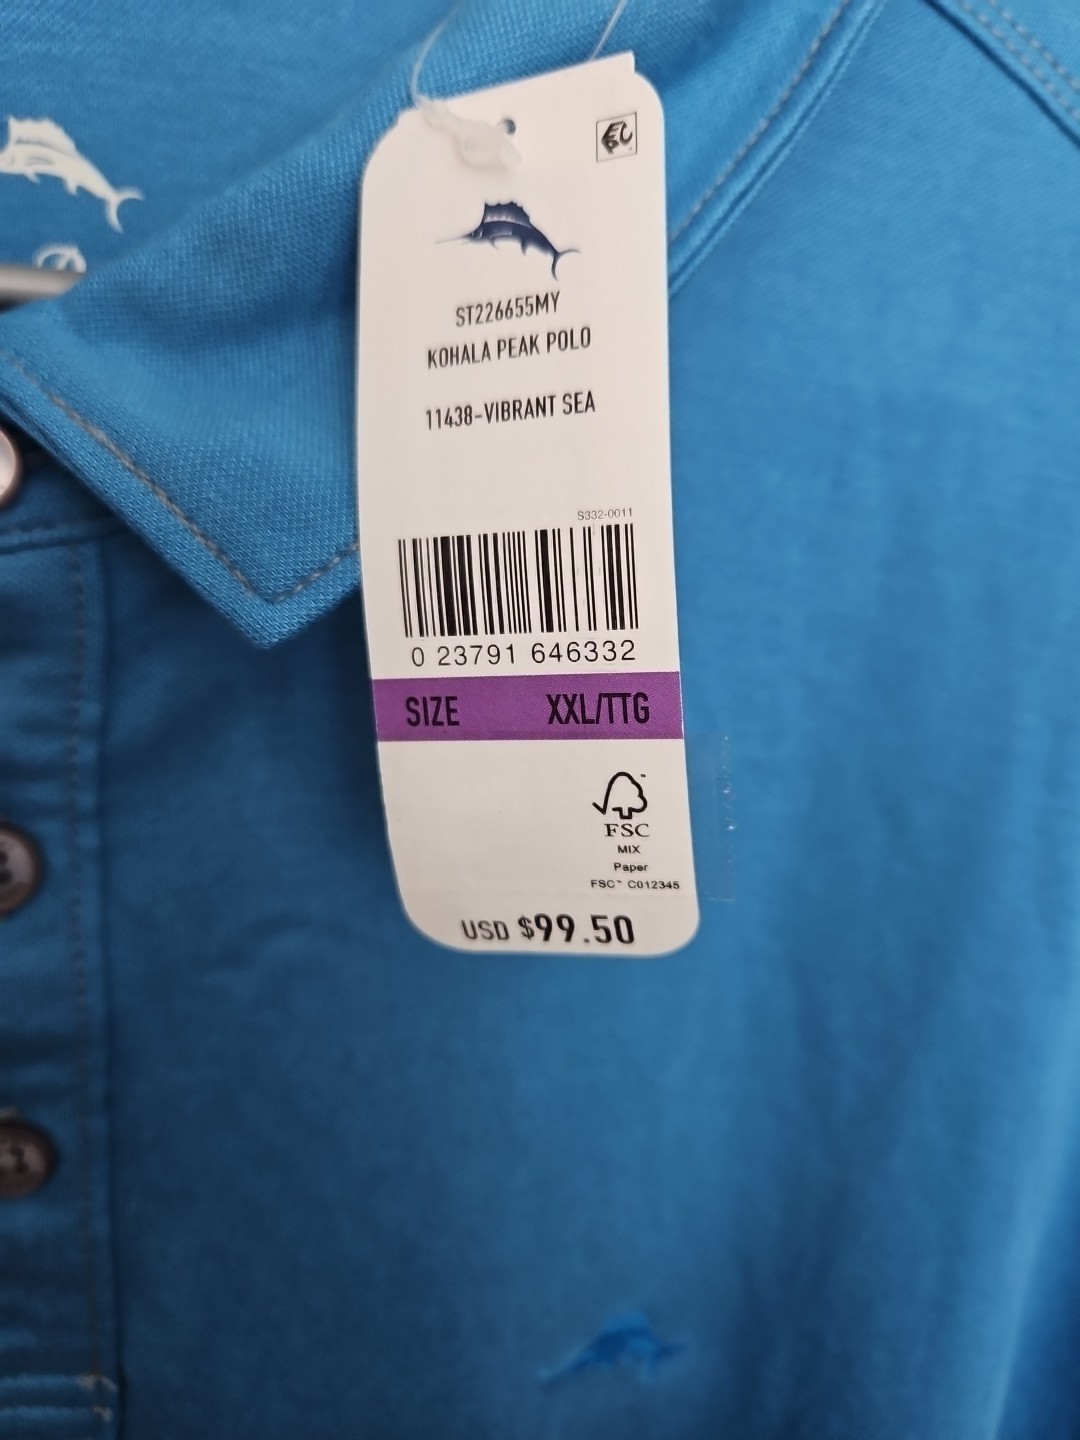 ST226655MY
KOHALA PEAK POLO
11438-VIBRANT SEA
S332-0011
0 23791 646332
SIZE XXL/TTG
FSC
MIX
Paper
FSC™ C012345
USD $99.50